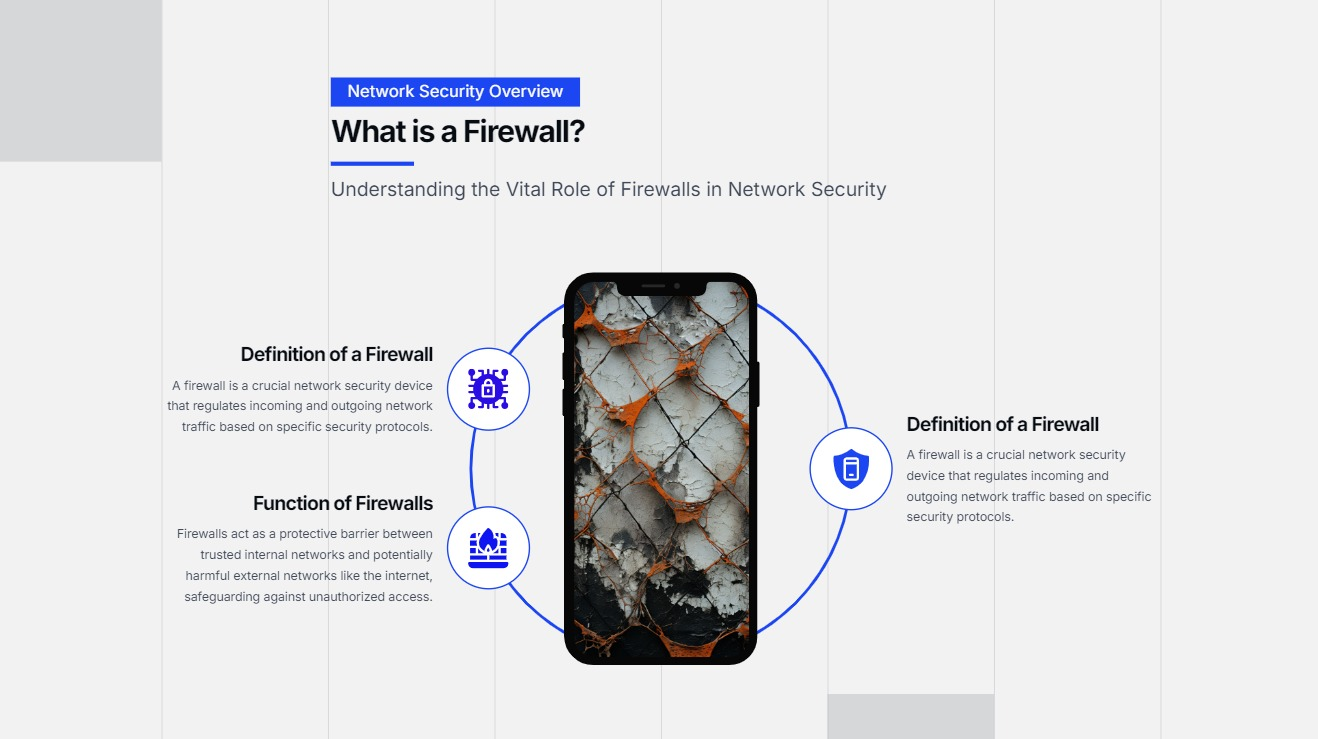 Network Security Overview
What is a Firewall?
Understanding the Vital Role of Firewalls in Network Security
Definition of a Firewall
A firewall is a crucial network security device
that regulates incoming and outgoing network
traffic based on specific security protocols.
Function of Firewalls
Firewalls act as a protective barrier between
trusted internal networks and potentially
harmful external networks like the internet,
safeguarding against unauthorized access.
Definition of a Firewall
A firewall is a crucial network security
device that regulates incoming and
outgoing network traffic based on specific
security protocols.